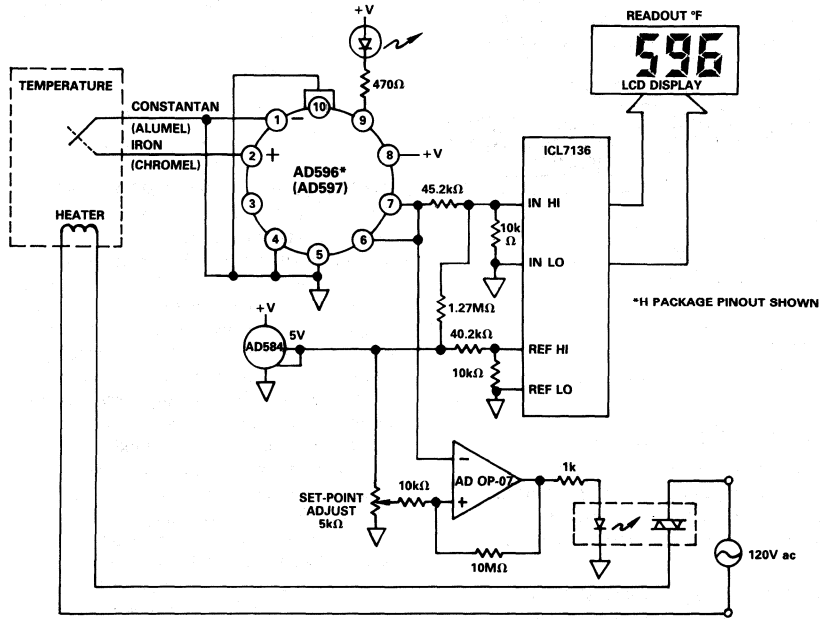 READOUT °F
596
LCD DISPLAY
+V
470Ω
TEMPERATURE
CONSTANTAN
(ALUMEL)
IRON
(CHROMEL)
HEATER
1
−
10
9
2
+
8
+V
AD596*
(AD597)
3
7
4
5
6
45.2kΩ
10k
Ω
ICL7136
IN HI
IN LO
REF HI
REF LO
*H PACKAGE PINOUT SHOWN
1.27MΩ
+V
AD584
5V
40.2kΩ
10kΩ
SET-POINT
ADJUST
5kΩ
10kΩ
−
AD OP-07
+
1k
10MΩ
120V ac